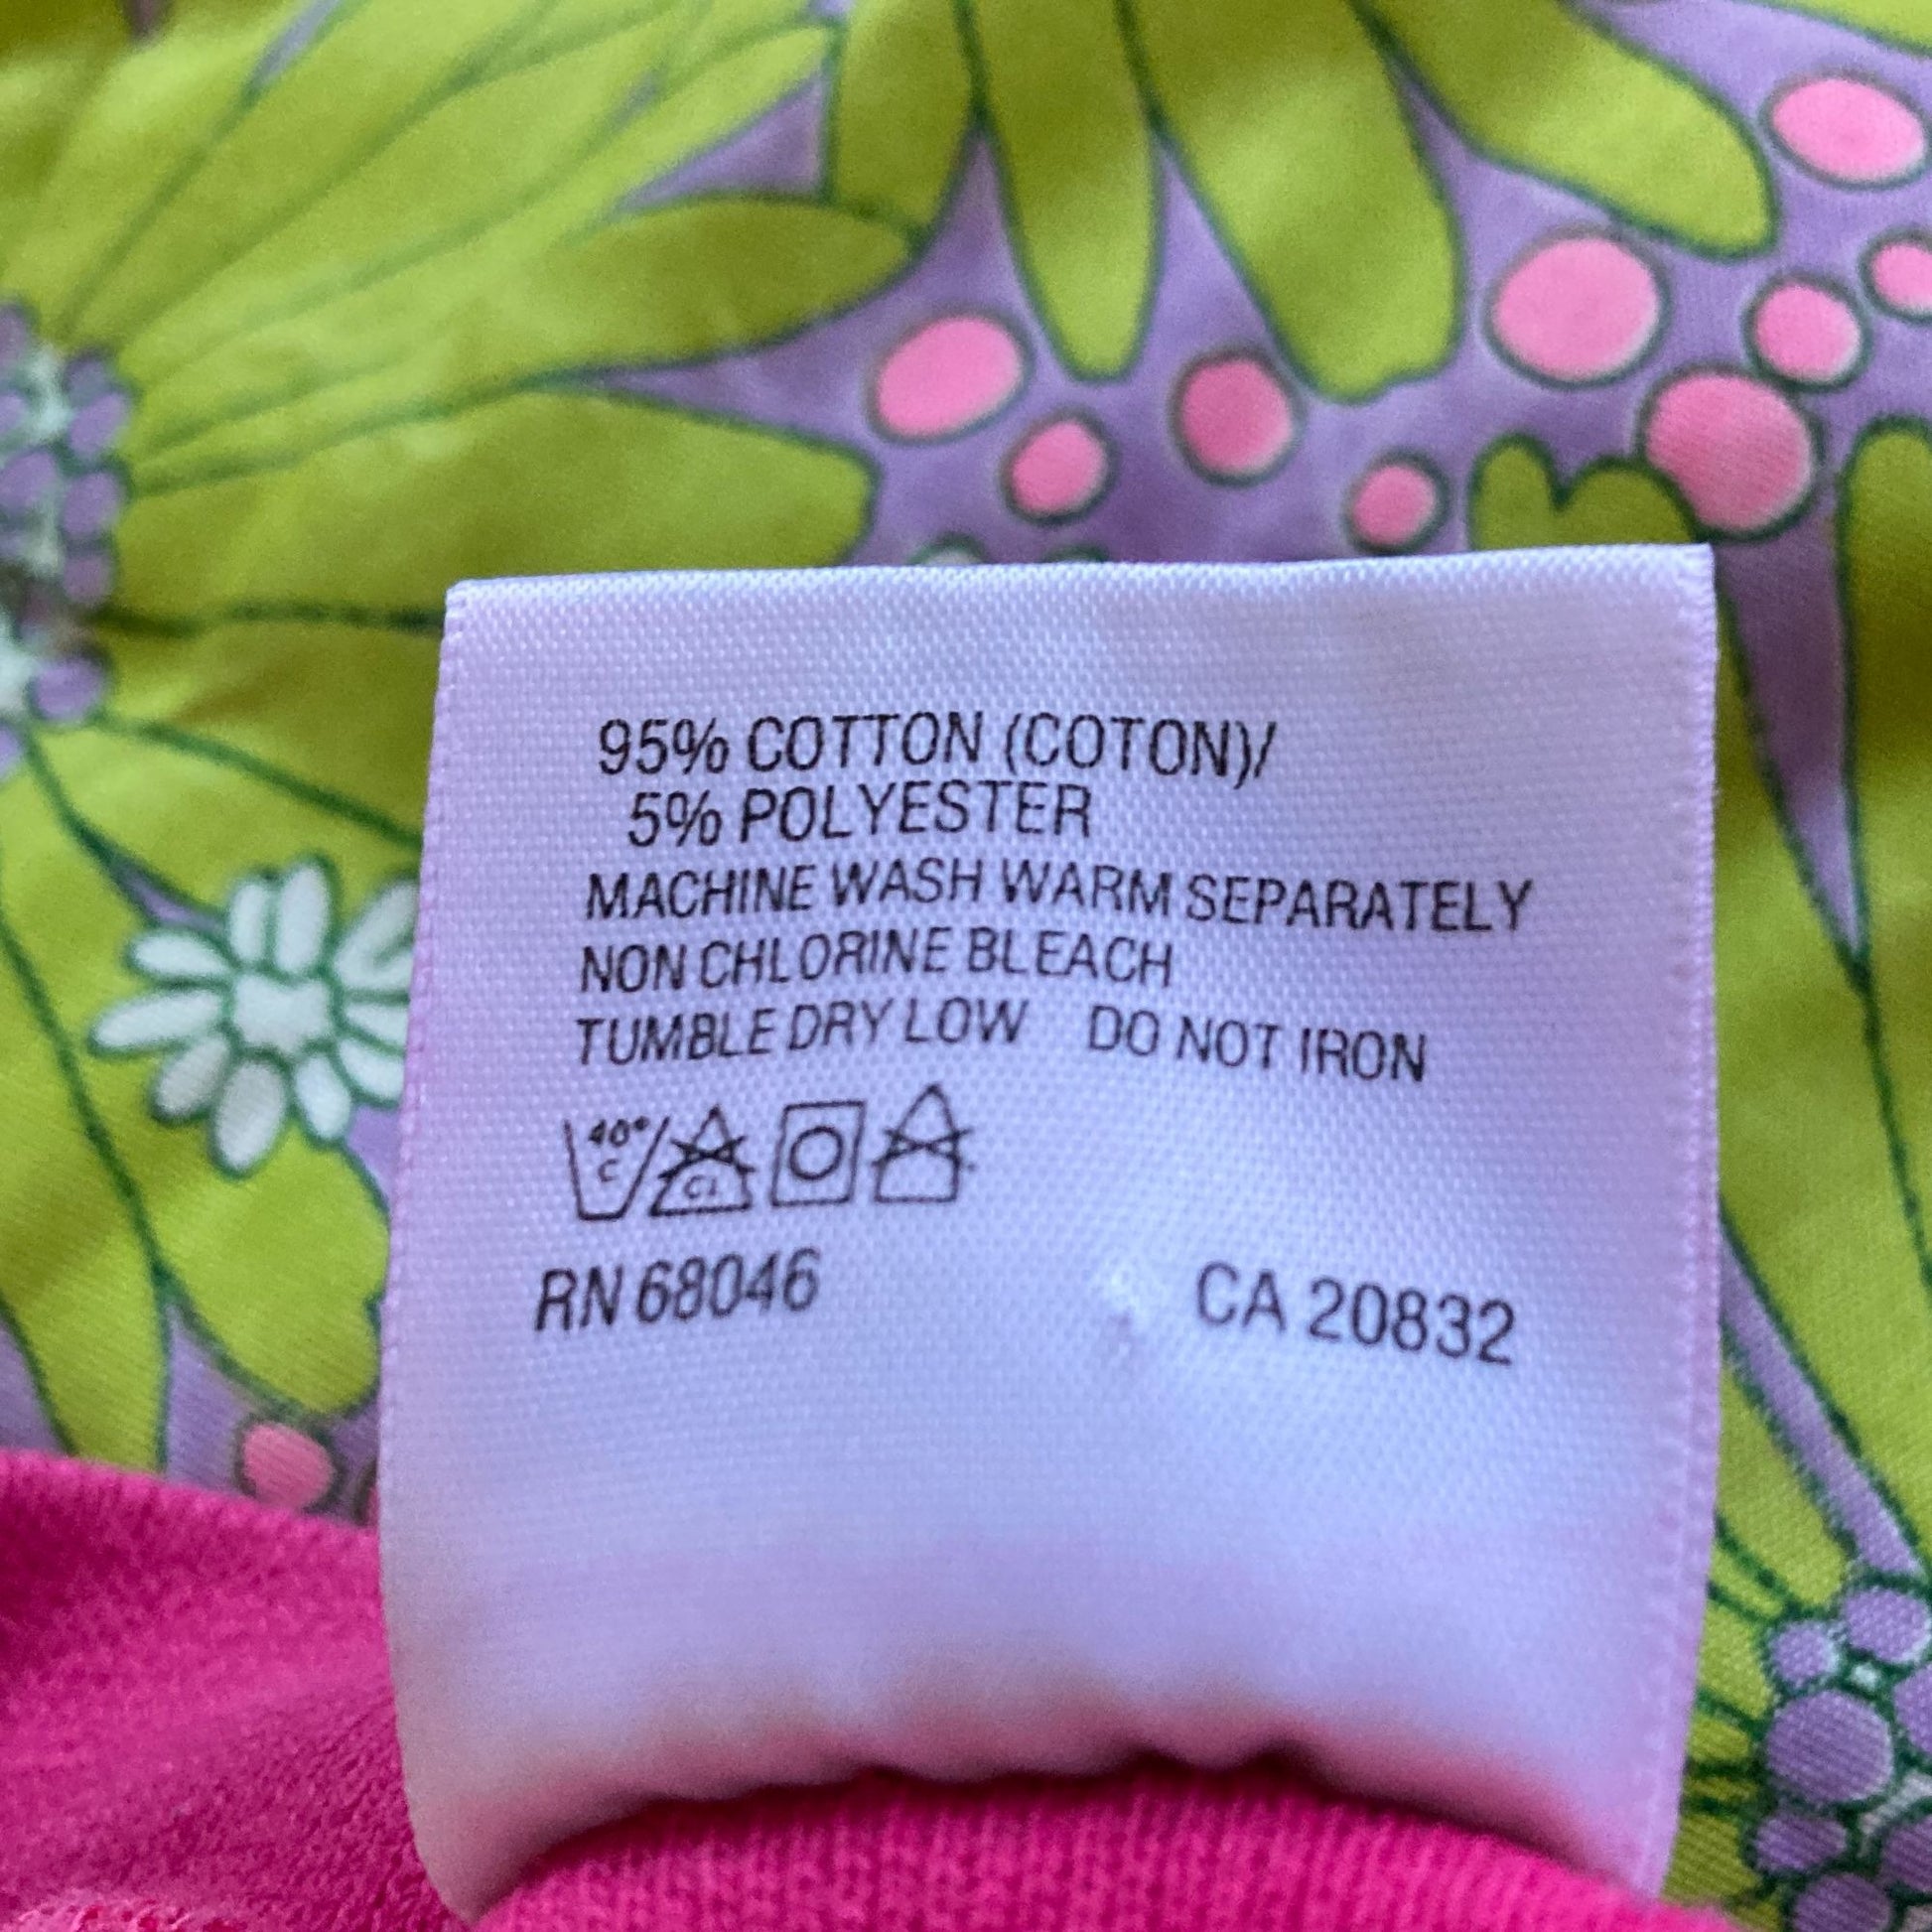 95% COTTON (COTON)/
5% POLYESTER
MACHINE WASH WARM SEPARATELY
NON CHLORINE BLEACH
TUMBLE DRY LOW DO NOT IRON
40°
C CL
RN 68046 CA 20832